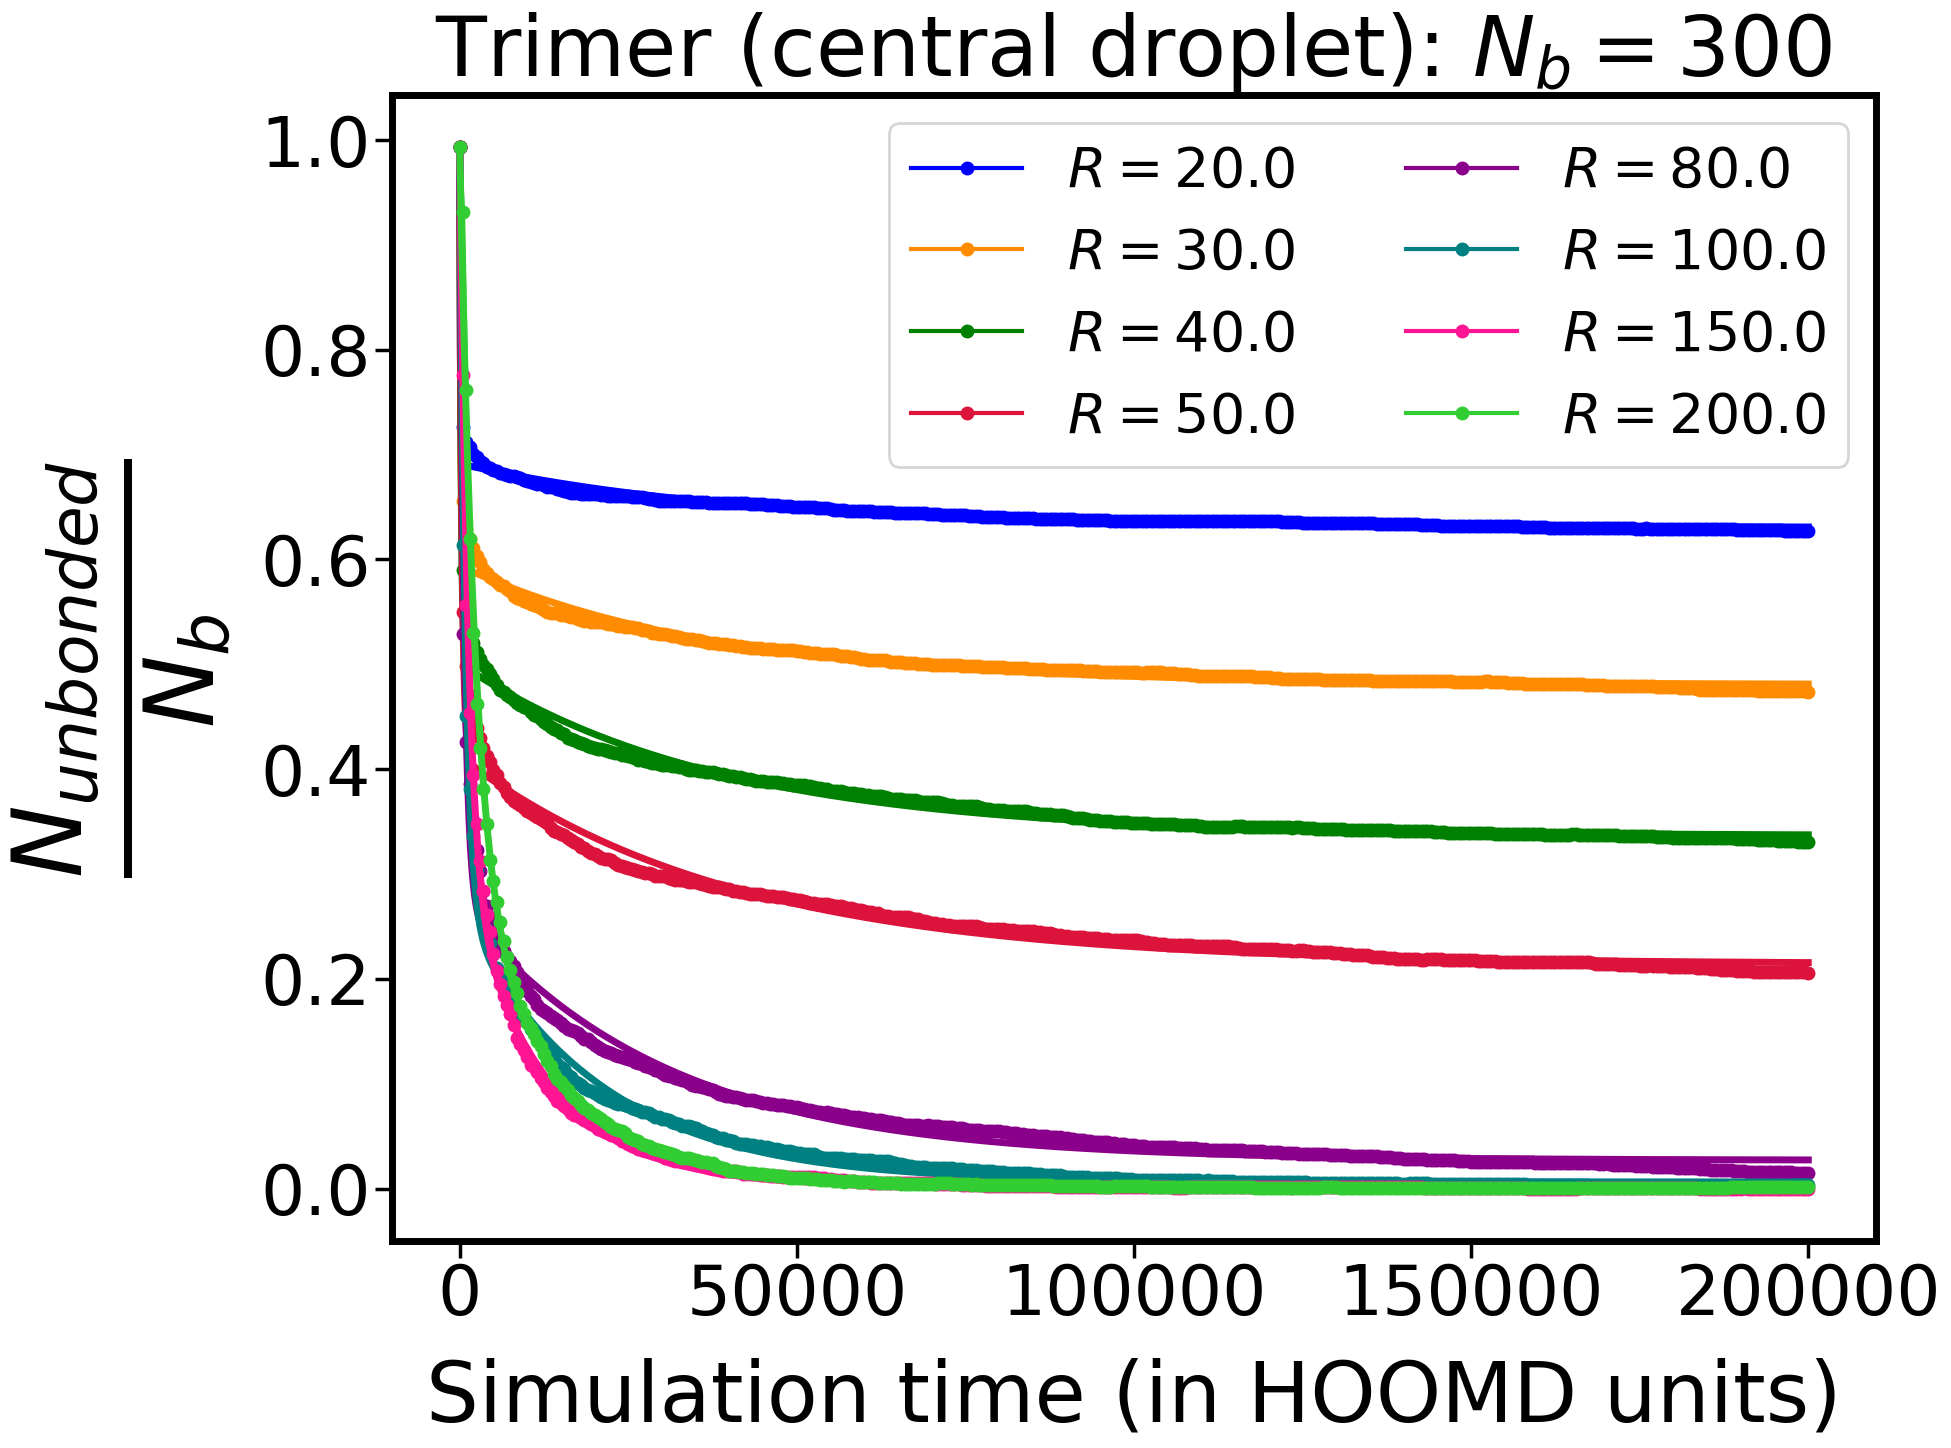 Trimer (central droplet): N_b = 300
N_unbonded
N_b
1.0
0.8
0.6
0.4
0.2
0.0
R = 20.0
R = 30.0
R = 40.0
R = 50.0
R = 80.0
R = 100.0
R = 150.0
R = 200.0
0 50000 100000 150000 200000
Simulation time (in HOOMD units)